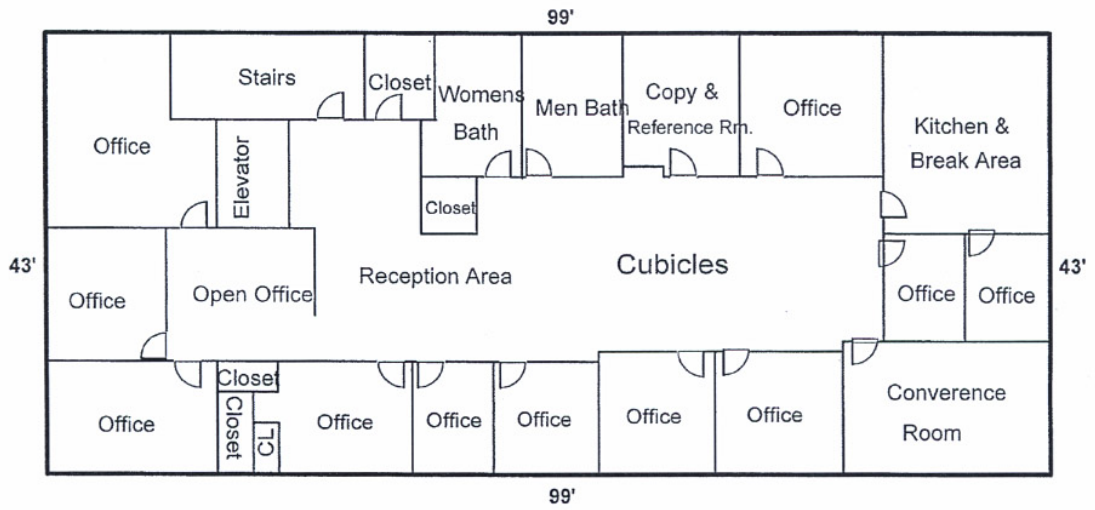 99'
Stairs
Closet
Womens
Bath
Men Bath
Copy &
Reference Rm.
Office
Kitchen &
Break Area
Office
Elevator
Closet
43'
43'
Reception Area
Cubicles
Office
Open Office
Office
Office
Closet
Closet
CL
Office
Office
Office
Office
Office
Office
Converence
Room
99'